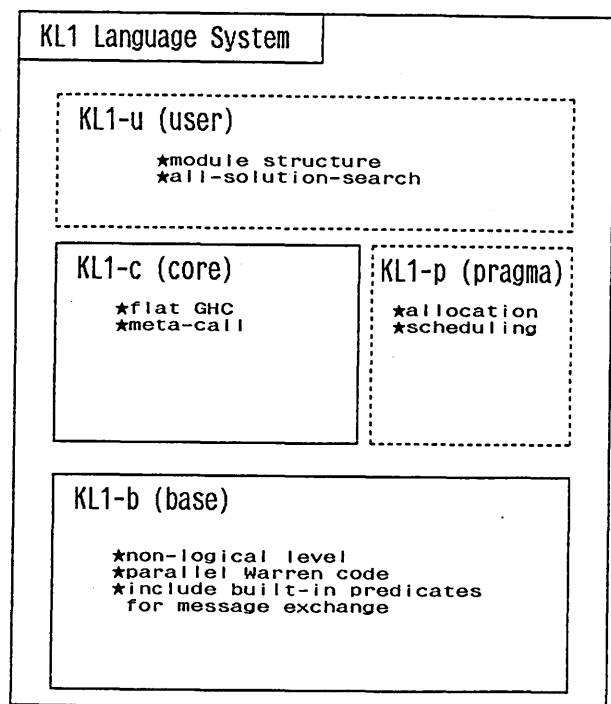 KL1 Language System
KL1-u (user)
★module structure
★all-solution-search
KL1-c (core)
★flat GHC
★meta-call
KL1-p (pragma)
★allocation
★scheduling
KL1-b (base)
★non-logical level
★parallel Warren code
★include built-in predicates
for message exchange